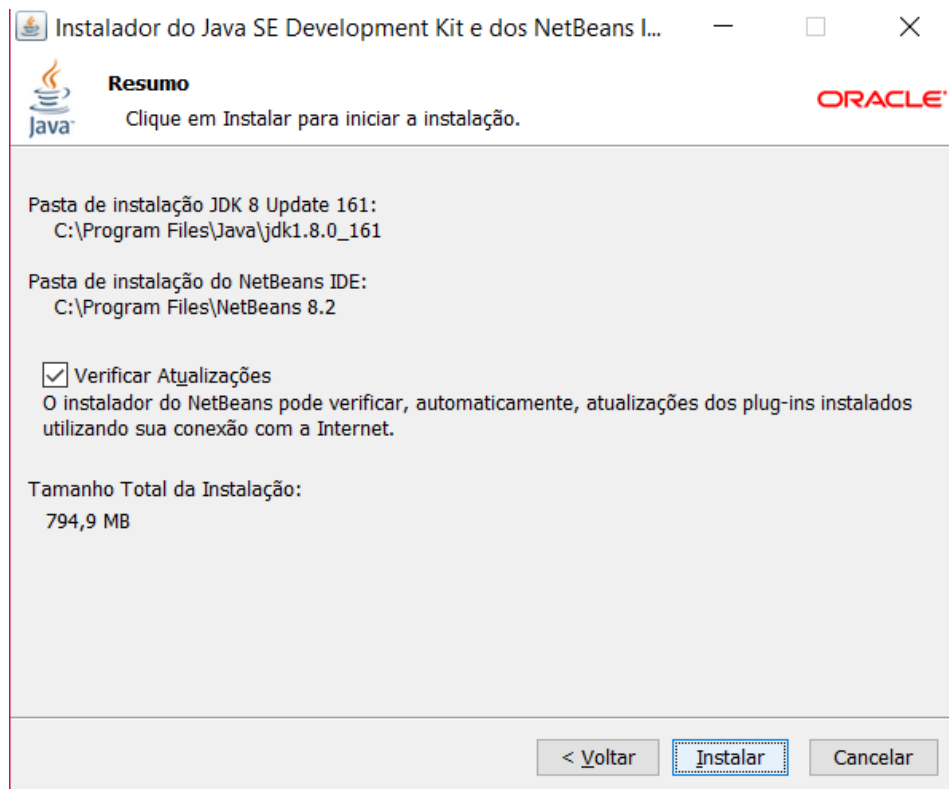 Instalador do Java SE Development Kit e dos NetBeans I...
Resumo
Clique em Instalar para iniciar a instalação.
Java
ORACLE
Pasta de instalação JDK 8 Update 161:
C:\Program Files\Java\jdk1.8.0_161
Pasta de instalação do NetBeans IDE:
C:\Program Files\NetBeans 8.2
Verificar Atualizações
O instalador do NetBeans pode verificar, automaticamente, atualizações dos plug-ins instalados
utilizando sua conexão com a Internet.
Tamanho Total da Instalação:
794,9 MB
< Voltar
Instalar
Cancelar